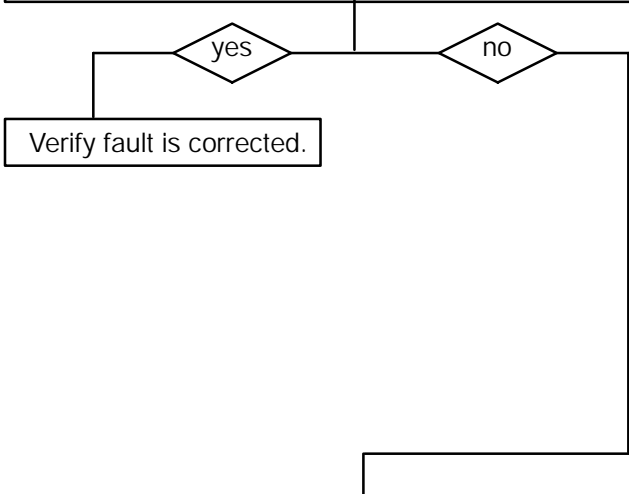 yes
no
Verify fault is corrected.